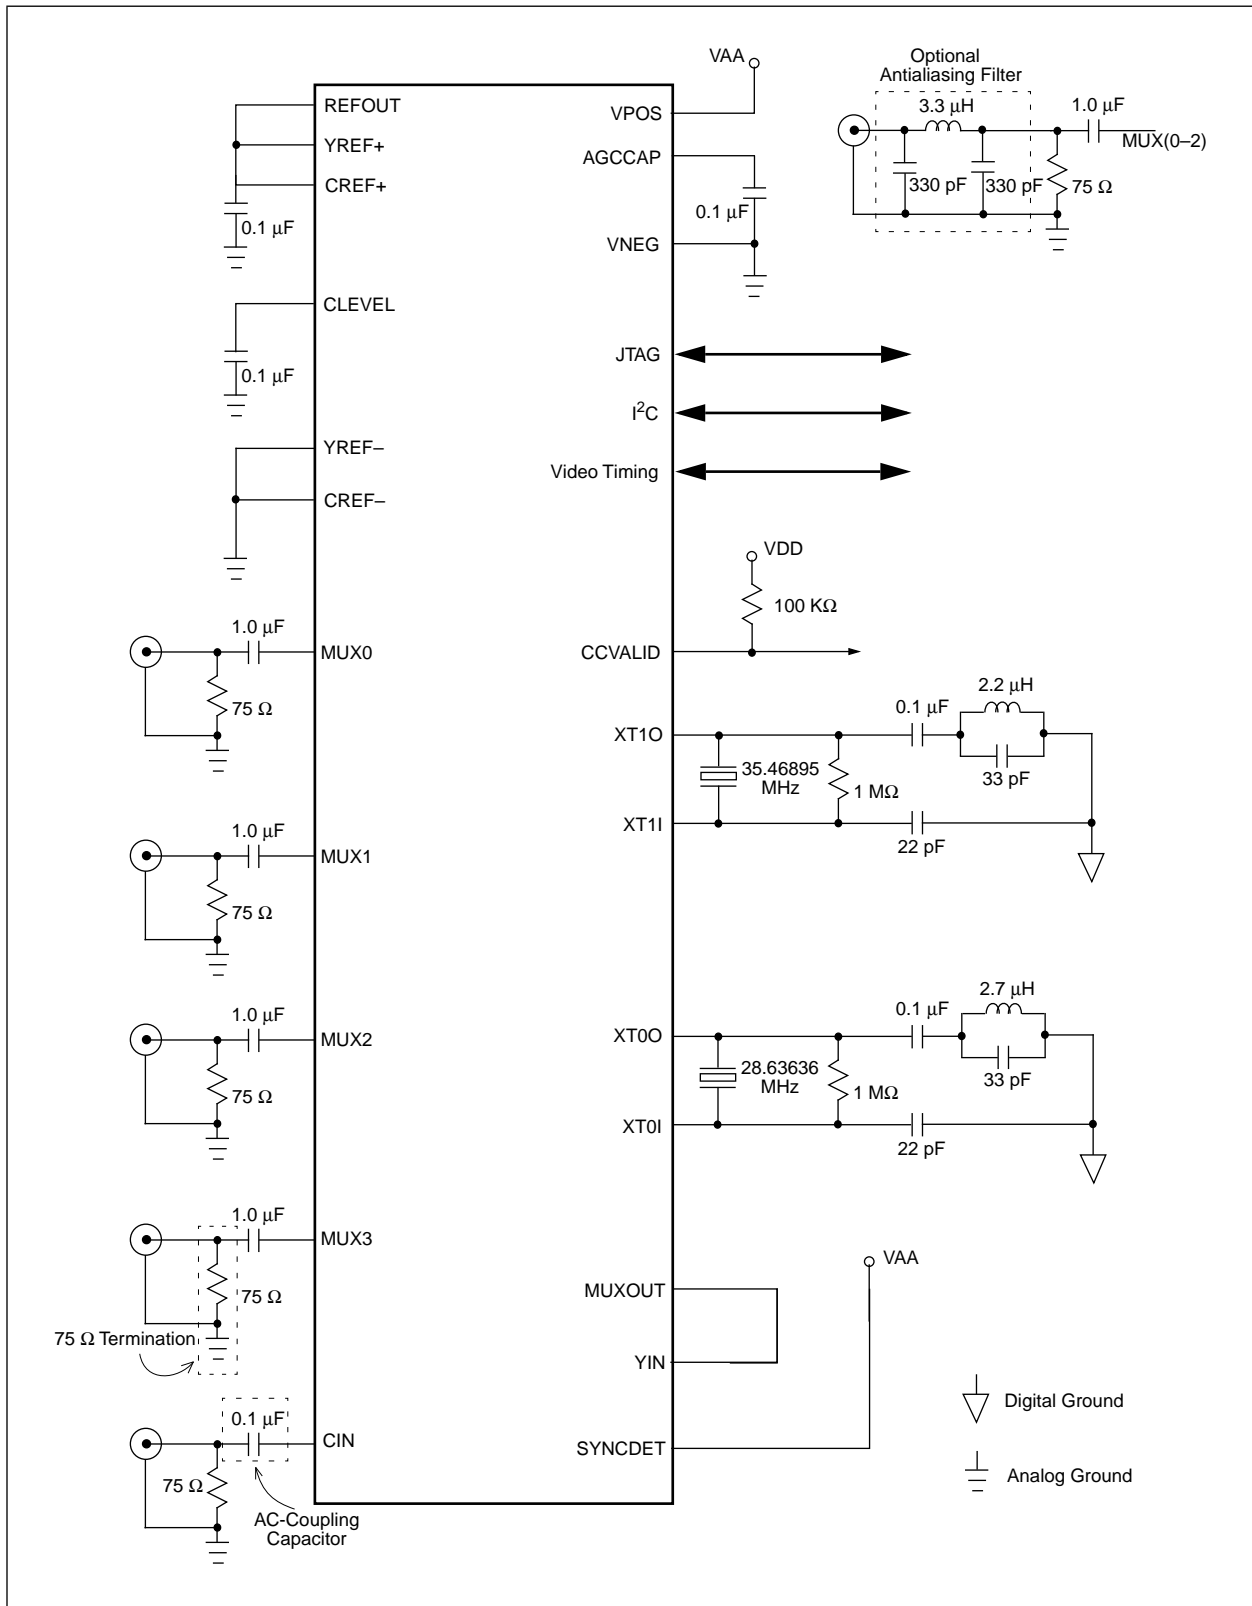 Optional
Antialiasing Filter
3.3 µH
1.0 µF
MUX(0–2)
330 pF
330 pF
75 Ω
VAA
REFOUT
YREF+
CREF+
0.1 µF
VPOS
AGCCAP
0.1 µF
VNEG
CLEVEL
0.1 µF
JTAG
I²C
Video Timing
YREF–
CREF–
VDD
100 KΩ
CCVALID
1.0 µF
MUX0
75 Ω
2.2 µH
0.1 µF
XT1O
33 pF
35.46895
MHz
1 MΩ
XT1I
22 pF
1.0 µF
MUX1
75 Ω
1.0 µF
MUX2
75 Ω
2.7 µH
0.1 µF
XT0O
33 pF
28.63636
MHz
1 MΩ
XT0I
22 pF
1.0 µF
MUX3
75 Ω
75 Ω Termination
VAA
MUXOUT
YIN
0.1 µF
CIN
75 Ω
AC-Coupling
Capacitor
SYNCDET
Digital Ground
Analog Ground